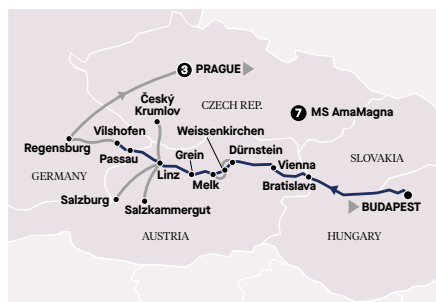 3 PRAGUE
Český
Krumlov
CZECH REP.
7 MS AmaMagna
Vilshofen
Weissenkirchen
Regensburg
Passau
Grein
Dürnstein
SLOVAKIA
Linz
Melk
Vienna
GERMANY
Bratislava
Salzburg
Salzkammergut
BUDAPEST
AUSTRIA
HUNGARY